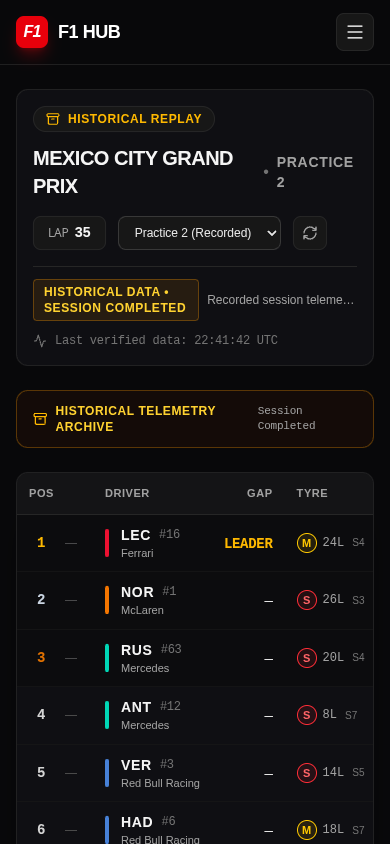 F1 F1 HUB
HISTORICAL REPLAY
MEXICO CITY GRAND
PRIX
• PRACTICE
2
LAP 35 Practice 2 (Recorded)
HISTORICAL DATA •
SESSION COMPLETED
Recorded session teleme…
Last verified data: 22:41:42 UTC
HISTORICAL TELEMETRY
ARCHIVE
Session
Completed
POS DRIVER GAP TYRE
1 — LEC #16 LEADER M 24L S4
Ferrari
2 — NOR #1 — S 26L S3
McLaren
3 — RUS #63 — S 20L S4
Mercedes
4 — ANT #12 — S 8L S7
Mercedes
5 — VER #3 — S 14L S5
Red Bull Racing
6 — HAD #6 — M 18L S7
Red Bull Racing